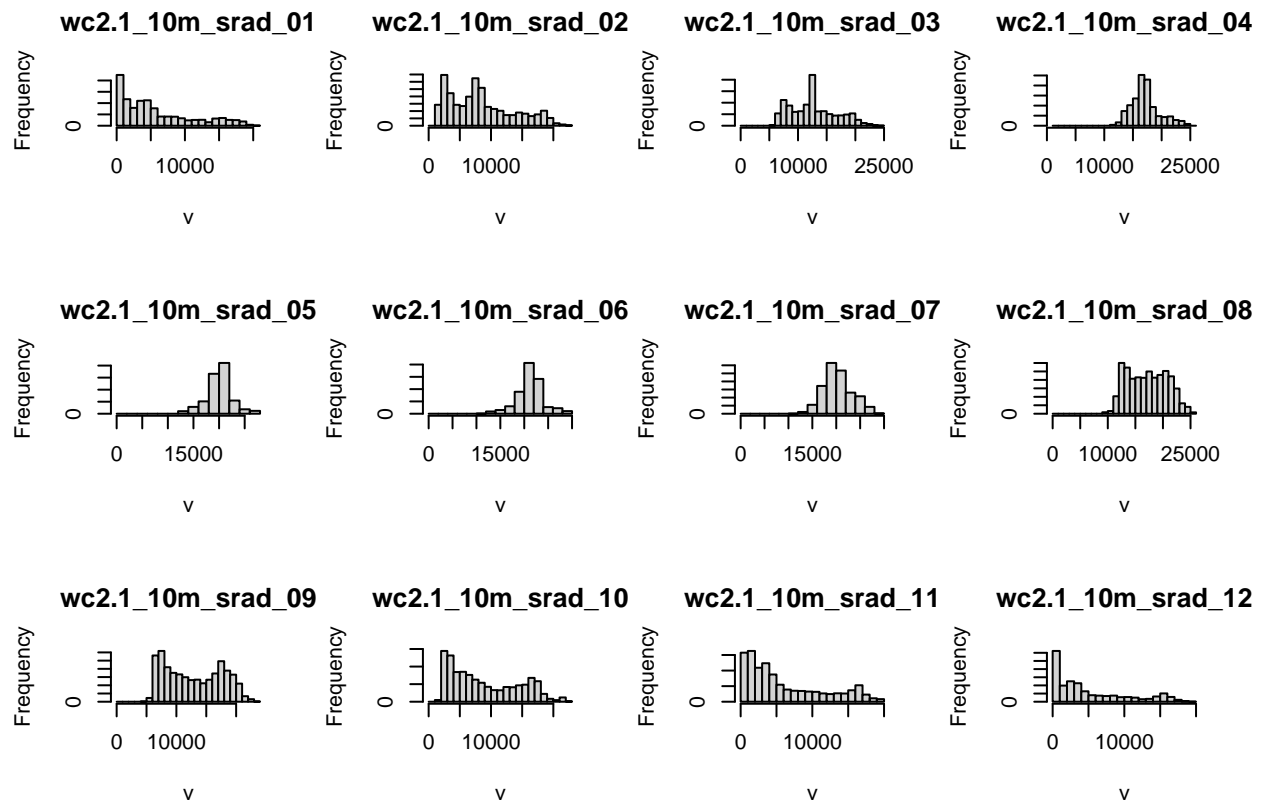 wc2.1_10m_srad_01 wc2.1_10m_srad_02 wc2.1_10m_srad_03 wc2.1_10m_srad_04
Frequency Frequency Frequency Frequency
0 0 0 0
0 10000 0 10000 0 10000 25000 0 10000 25000
v v v v
wc2.1_10m_srad_05 wc2.1_10m_srad_06 wc2.1_10m_srad_07 wc2.1_10m_srad_08
Frequency Frequency Frequency Frequency
0 0 0 0
0 15000 0 15000 0 15000 0 10000 25000
v v v v
wc2.1_10m_srad_09 wc2.1_10m_srad_10 wc2.1_10m_srad_11 wc2.1_10m_srad_12
Frequency Frequency Frequency Frequency
0 0 0 0
0 10000 0 10000 0 10000 0 10000
v v v v